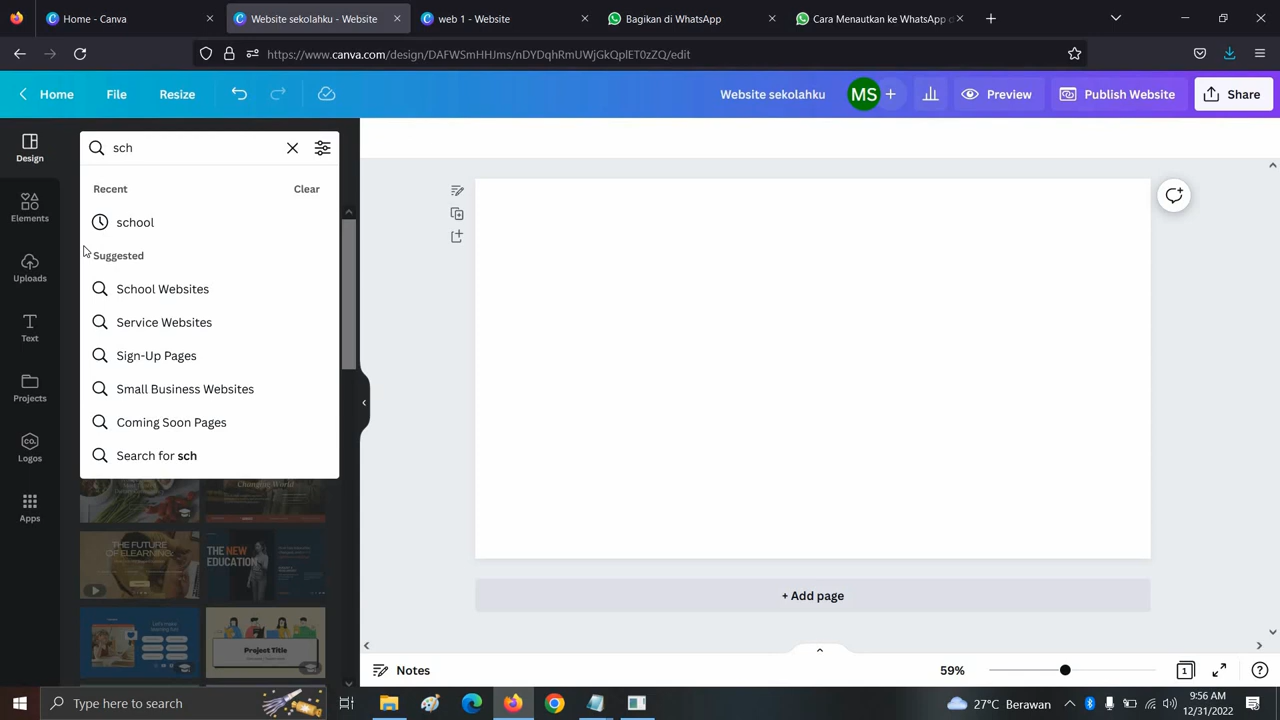 Home - Canva
Website sekolahku - Website
web 1 - Website
Bagikan di WhatsApp
Cara Menautkan ke WhatsApp d
https://www.canva.com/design/DAFWSmHHJms/nDYDqhRmUWjGkQplET0zZQ/edit
Home
File
Resize
Website sekolahku
MS
Preview
Publish Website
Share
Design
Elements
Uploads
Text
Projects
CO.
Logos
Apps
sch
Recent
Clear
school
Suggested
School Websites
Service Websites
Sign-Up Pages
Small Business Websites
Coming Soon Pages
Search for sch
Changing World
THE FUTURE
OF ELEARNING:
THE NEW
EDUCATION
Project Title
+ Add page
Notes
59%
1
Type here to search
27°C Berawan
9:56 AM
12/31/2022